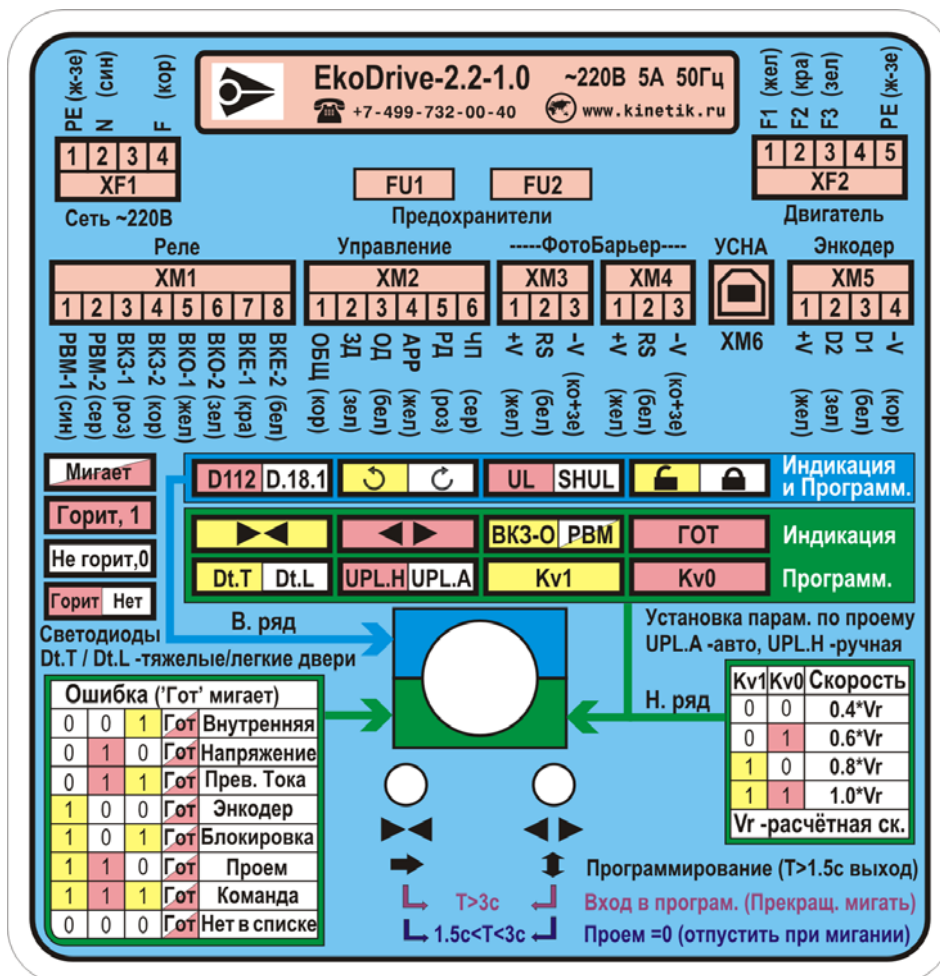 EkoDrive-2.2-1.0 ~220В 5А 50Гц
+7-499-732-00-40 www.kinetik.ru
PE (ж-зе)
N (син)
F (кор)
1 2 3 4
XF1
Сеть ~220В
FU1 FU2
Предохранители
F1 (жел)
F2 (кра)
F3 (зел)
PE (ж-зе)
1 2 3 4 5
XF2
Двигатель
Реле
XM1
1 2 3 4 5 6 7 8
РВМ-1 (син)
РВМ-2 (сер)
ВКЗ-1 (роз)
ВКЗ-2 (кор)
ВКО-1 (жел)
ВКО-2 (зел)
ВКЕ-1 (кра)
ВКЕ-2 (бел)
Управление
XM2
1 2 3 4 5 6
ОБЩ (кор)
ЗД (зел)
ОД (бел)
АРР (жел)
РД (роз)
ЧП (сер)
-----ФотоБарьер----
XM3 XM4
1 2 3 1 2 3
+V (жел)
RS (бел)
-V (ко+зе)
+V (жел)
RS (бел)
-V (ко+зе)
УСНА
XM6
Энкодер
XM5
1 2 3 4
+V (жел)
D2 (зел)
D1 (бел)
-V (кор)
Мигает
Горит, 1
Не горит,0
Горит Нет
Светодиоды
Dt.T / Dt.L -тяжелые/легкие двери
D112 D.18.1 UL SHUL Индикация
и Программ.
ВКЗ-О РВМ ГОТ Индикация
Dt.T Dt.L UPL.H UPL.A Kv1 Kv0 Программ.
В. ряд
Установка парам. по проему
UPL.A -авто, UPL.H -ручная
Н. ряд
Ошибка ('Гот' мигает)
0 0 1 Гот Внутренняя
0 1 0 Гот Напряжение
0 1 1 Гот Прев. Тока
1 0 0 Гот Энкодер
1 0 1 Гот Блокировка
1 1 0 Гот Проем
1 1 1 Гот Команда
0 0 0 Гот Нет в списке
Kv1 Kv0 Скорость
0 0 0.4*Vr
0 1 0.6*Vr
1 0 0.8*Vr
1 1 1.0*Vr
Vr -расчётная ск.
Программирование (T>1.5с выход)
T>3с Вход в програм. (Прекращ. мигать)
1.5с<T<3с Проем =0 (отпустить при мигании)